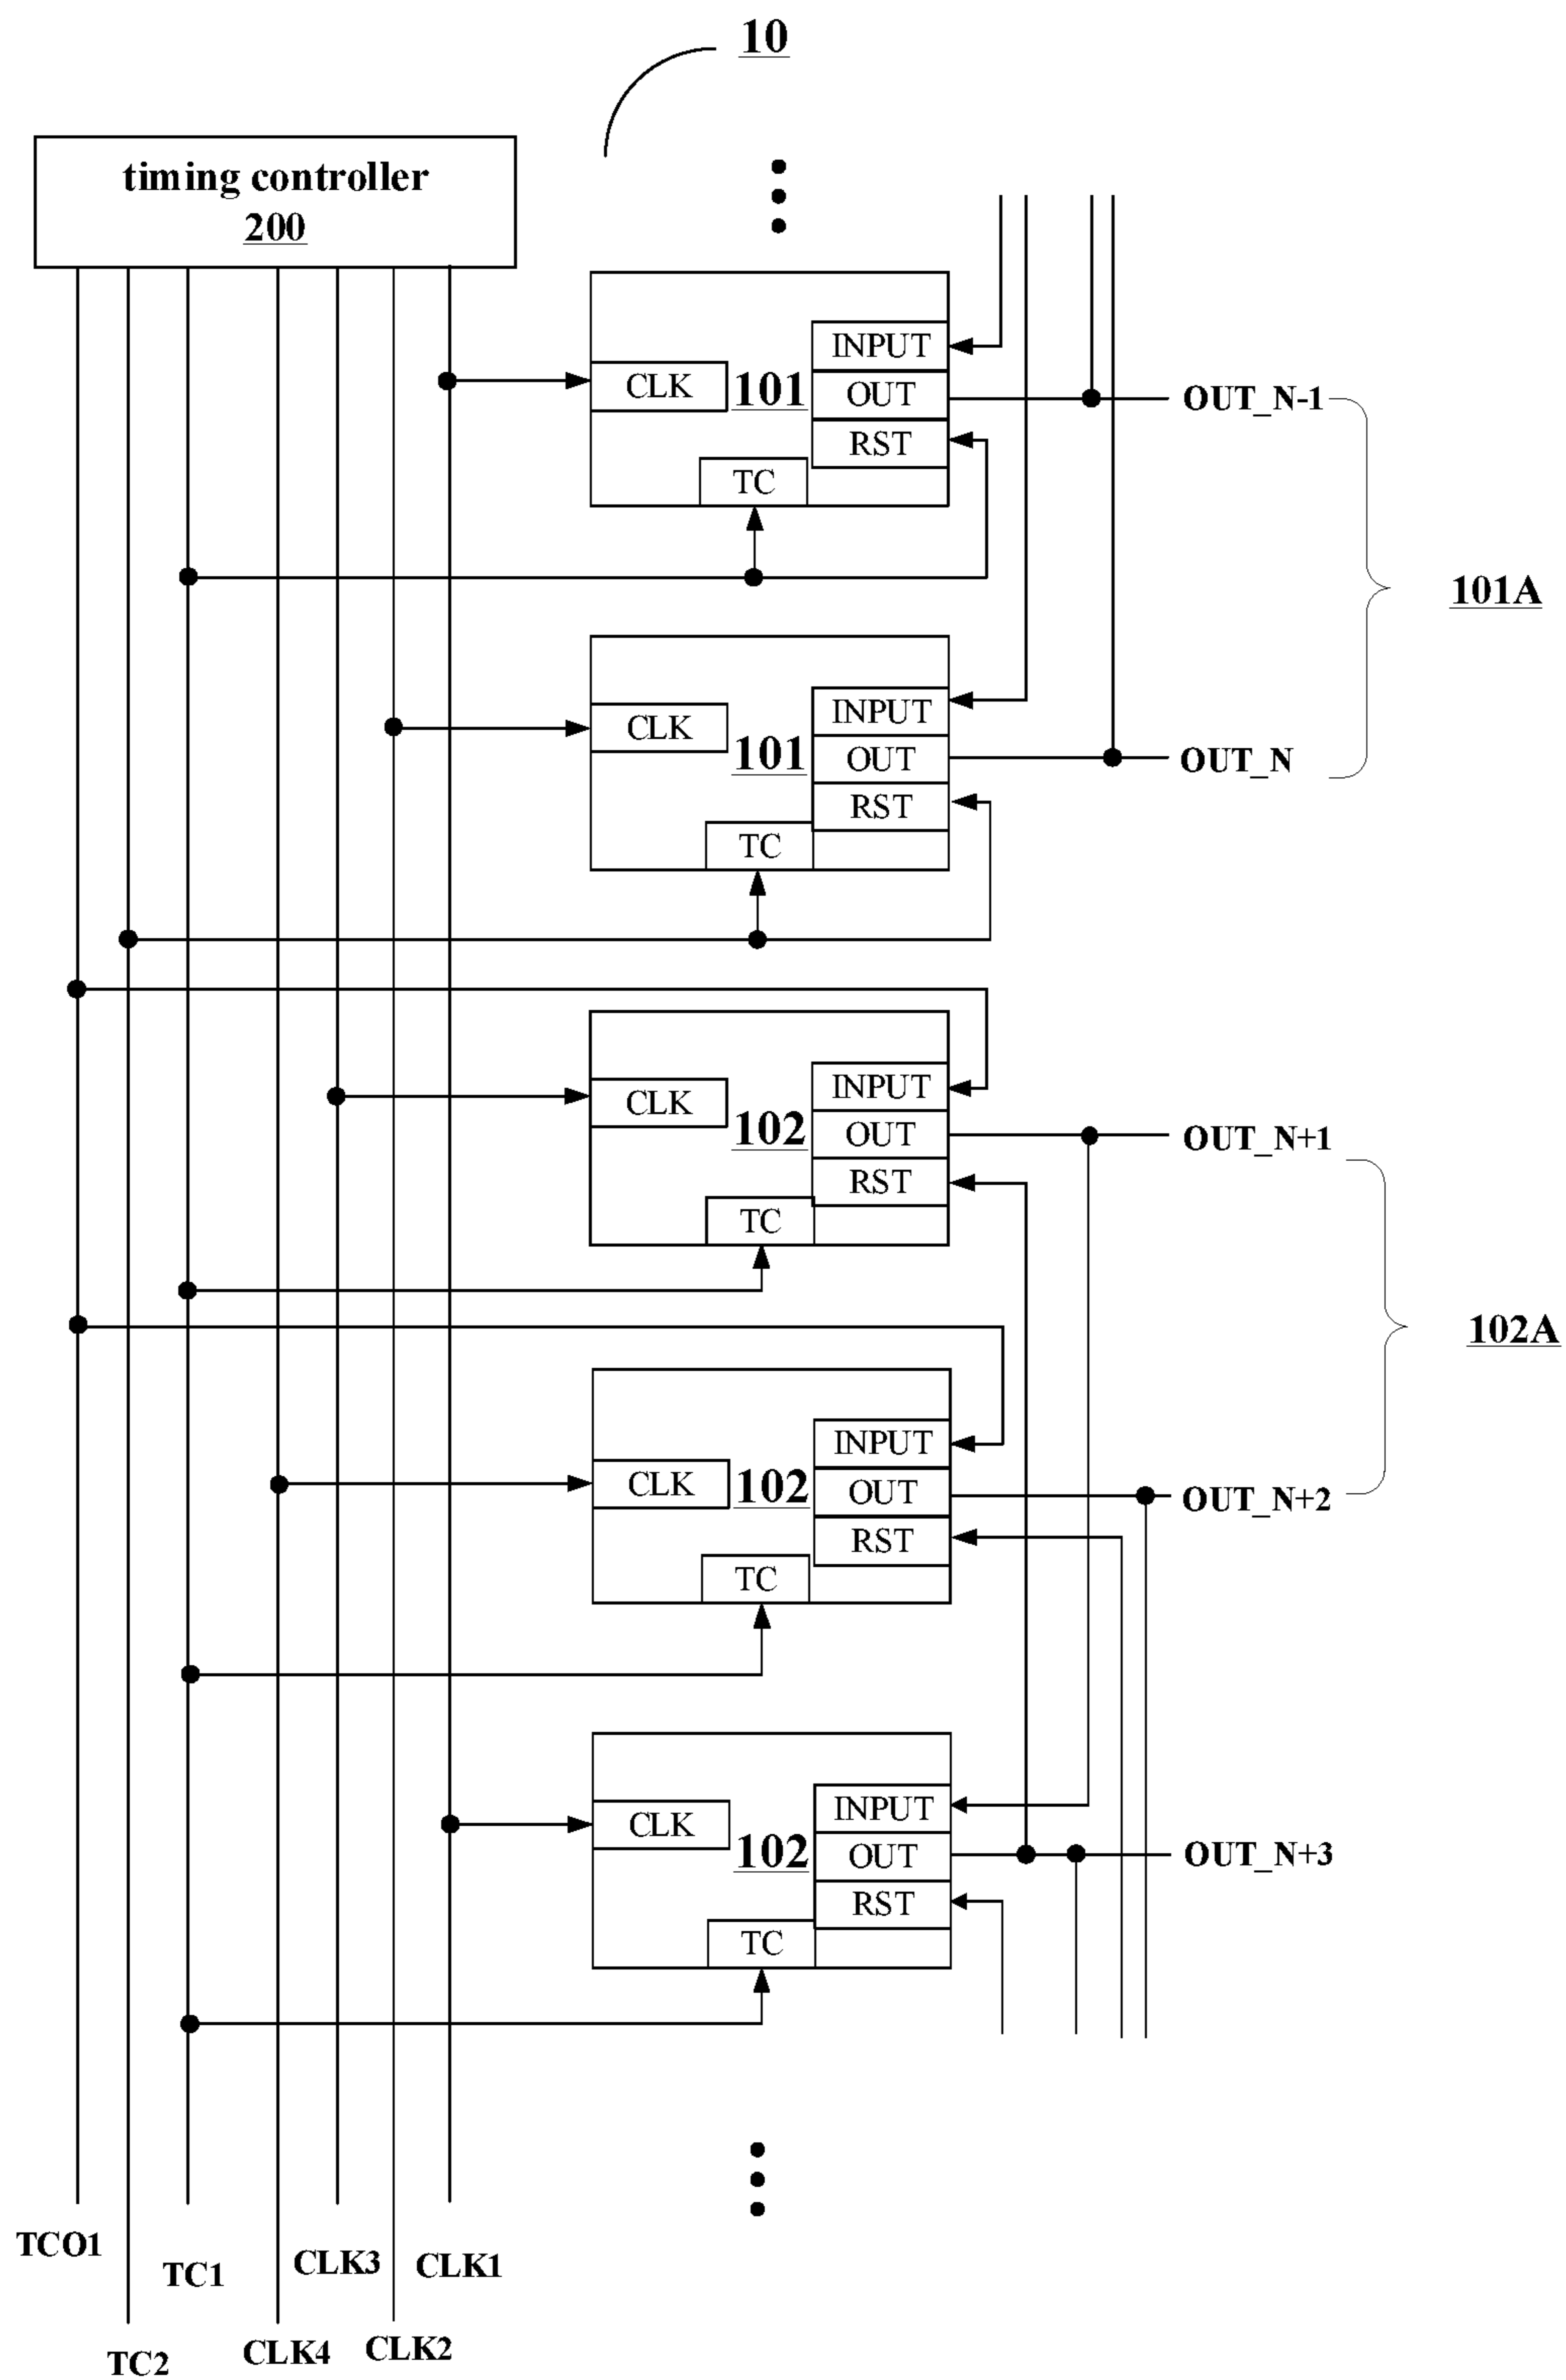 10
timing controller
200
INPUT
CLK
101
OUT
OUT_N-1
RST
TC
101A
INPUT
CLK
101
OUT
OUT_N
RST
TC
INPUT
CLK
102
OUT
OUT_N+1
RST
TC
102A
INPUT
CLK
102
OUT
OUT_N+2
RST
TC
INPUT
CLK
102
OUT
OUT_N+3
RST
TC
TCO1
TC1
CLK3
CLK1
TC2
CLK4
CLK2